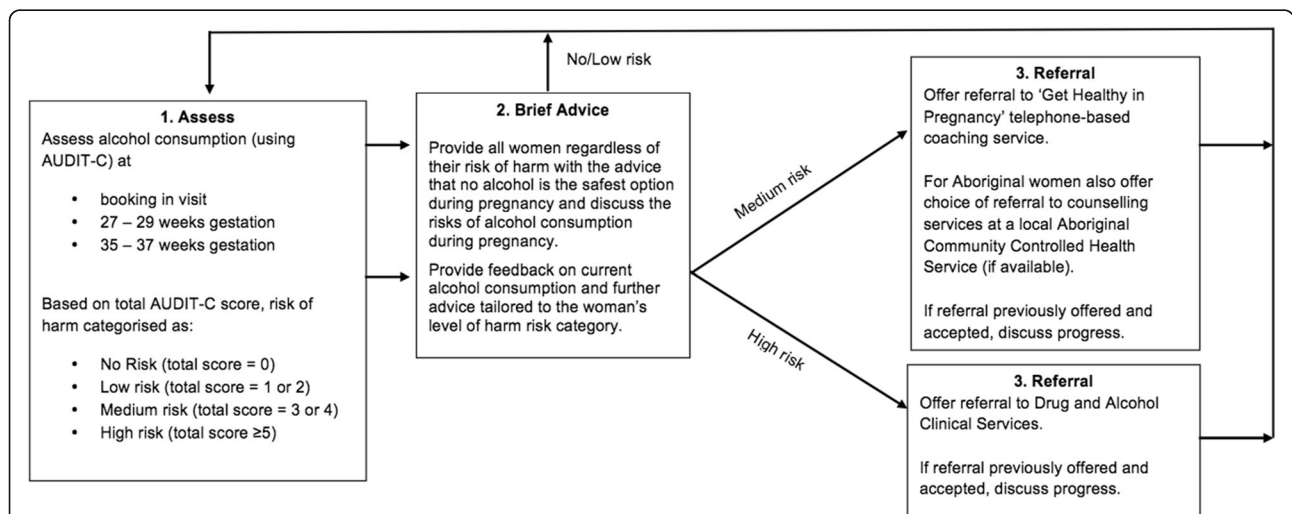 1. Assess
Assess alcohol consumption (using
AUDIT-C) at
• booking in visit
• 27 – 29 weeks gestation
• 35 – 37 weeks gestation
Based on total AUDIT-C score, risk of
harm categorised as:
• No Risk (total score = 0)
• Low risk (total score = 1 or 2)
• Medium risk (total score = 3 or 4)
• High risk (total score ≥5)
2. Brief Advice
Provide all women regardless of
their risk of harm with the advice
that no alcohol is the safest option
during pregnancy and discuss the
risks of alcohol consumption
during pregnancy.
Provide feedback on current
alcohol consumption and further
advice tailored to the woman's
level of harm risk category.
No/Low risk
Medium risk
High risk
3. Referral
Offer referral to 'Get Healthy in
Pregnancy' telephone-based
coaching service.
For Aboriginal women also offer
choice of referral to counselling
services at a local Aboriginal
Community Controlled Health
Service (if available).
If referral previously offered and
accepted, discuss progress.
3. Referral
Offer referral to Drug and Alcohol
Clinical Services.
If referral previously offered and
accepted, discuss progress.